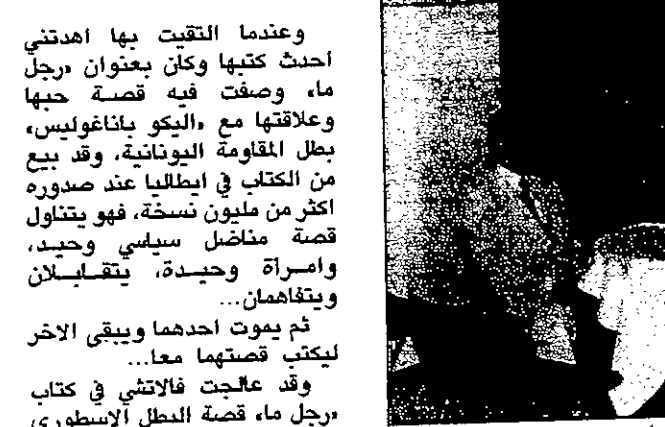 وعندما التقيت بها اهدتني
احدث كتبها وكان بعنوان «رجل
ما» وصفت فيه قصة حبها
وعلاقتها مع «اليكو باناغوليس»
بطل المقاومة اليونانية، وقد بيع
من الكتاب في ايطاليا عند صدوره
اكثر من مليون نسخة، فهو يتناول
قصة مناضل سياسي وحيد،
وامرأة وحيدة، يتقابلان
ويتفاهمان...
ثم يموت احدهما ويبقى الاخر
ليكتب قصتهما معا...
وقد عالجت فالاتشي في كتاب
«رجل ما» قصة البطل الاسطوري